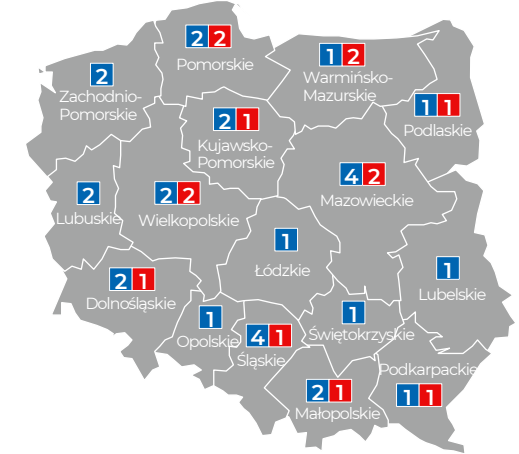 2 2
Pomorskie
1 2
Warmińsko-
Mazurskie
2
Zachodnio-
Pomorskie
1 1
Podlaskie
2 1
Kujawsko-
Pomorskie
4 2
Mazowieckie
2
Lubuskie
2 2
Wielkopolskie
1
Łódzkie
1
Lubelskie
2 1
Dolnośląskie
1
Opolskie
4 1
Śląskie
1
Świętokrzyskie
Podkarpackie
1 1
2 1
Małopolskie